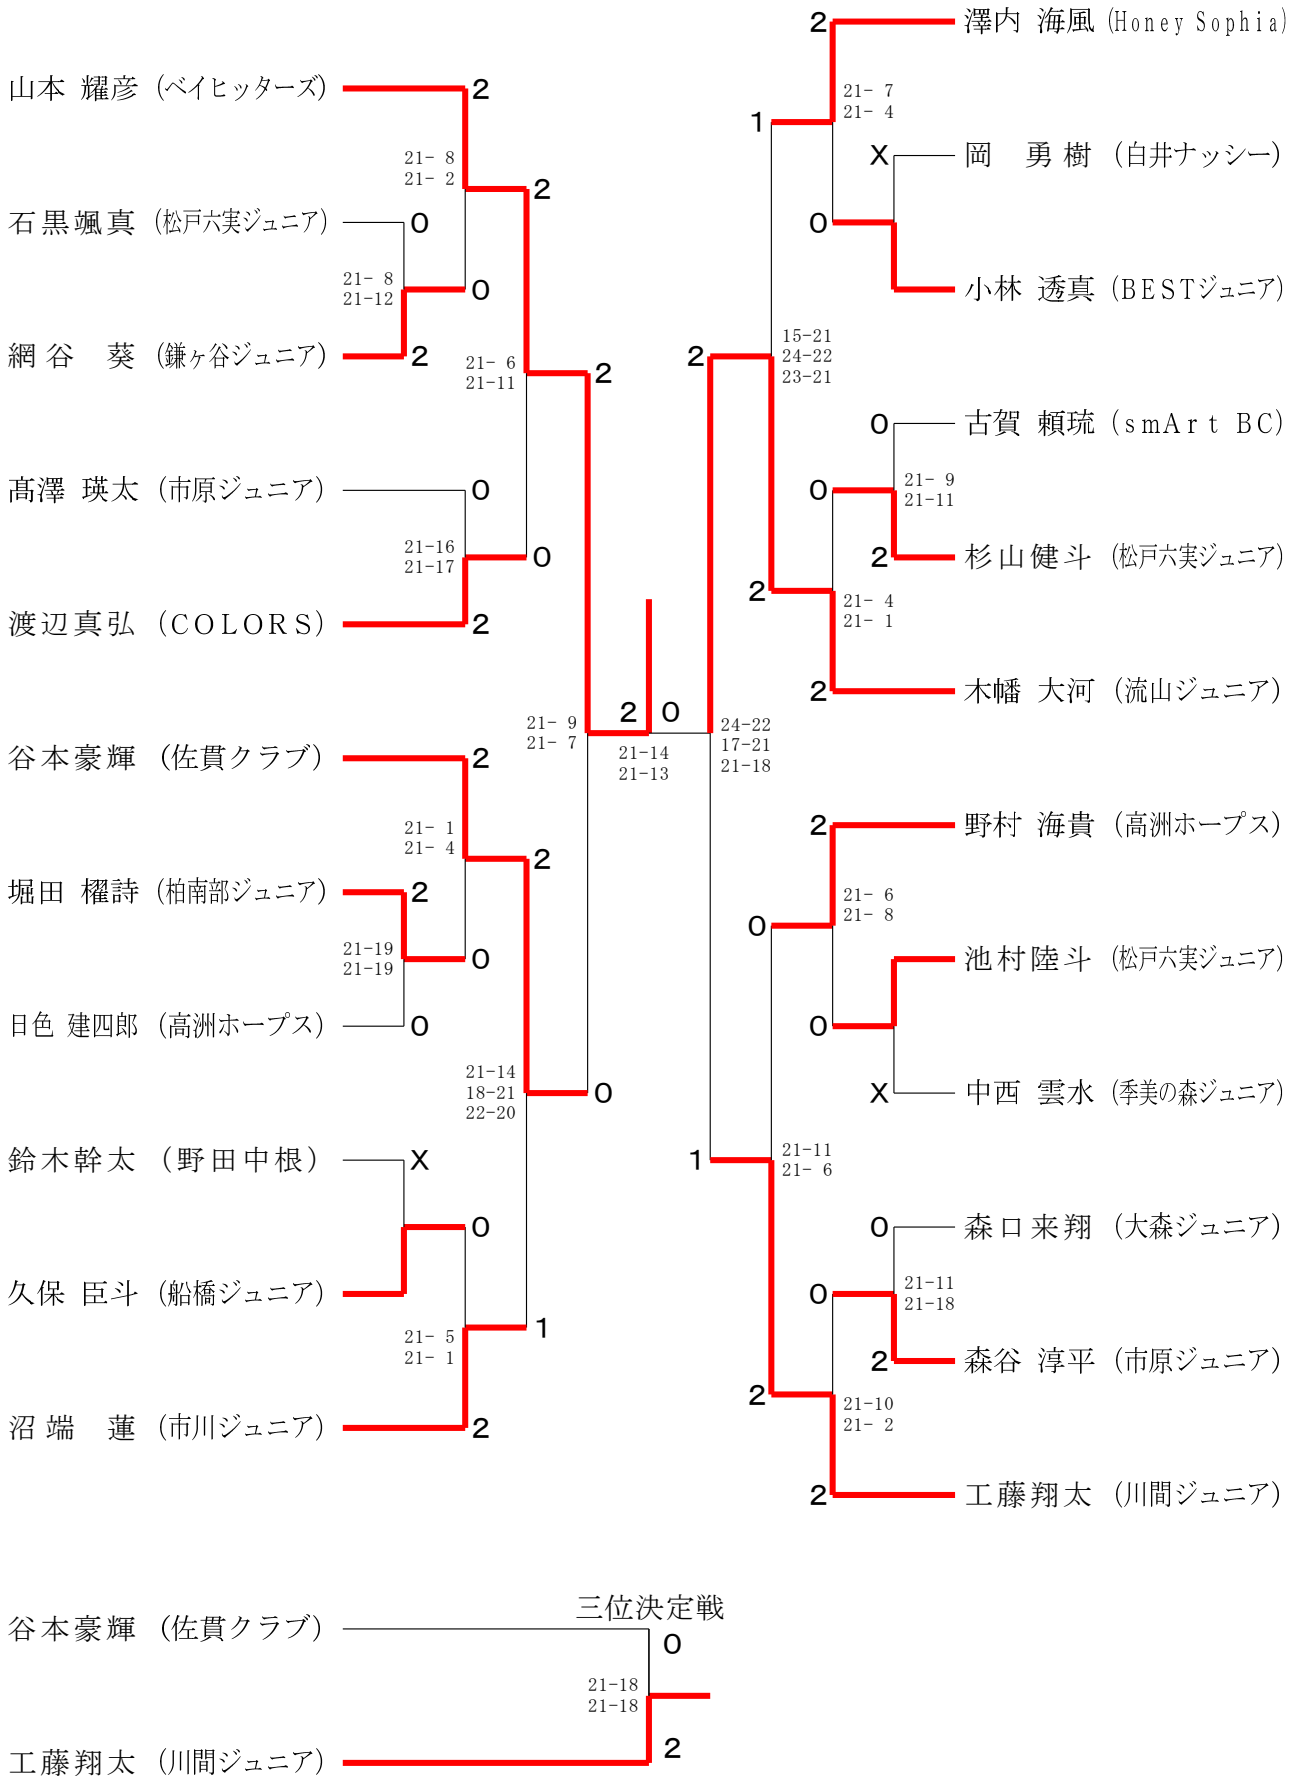 山本 耀彦 (ベイヒッターズ)
2
21- 8
21- 2
2
石黒颯真 (松戸六実ジュニア)
0
21- 8
21-12
0
網谷 葵 (鎌ヶ谷ジュニア)
2
21- 6
21-11
2
髙澤 瑛太 (市原ジュニア)
0
21-16
21-17
0
渡辺真弘 (COLORS)
2
21- 9
21- 7
谷本豪輝 (佐貫クラブ)
2
21- 1
21- 4
2
堀田 櫂詩 (柏南部ジュニア)
2
21-19
21-19
0
日色 建四郎 (高洲ホープス)
0
21-14
18-21
22-20
0
鈴木幹太 (野田中根)
X
0
久保 臣斗 (船橋ジュニア)
21- 5
21- 1
1
沼端 蓮 (市川ジュニア)
2
2 0
21-14
21-13
2
澤内 海風 (Honey Sophia)
21- 7
21- 4
1
X
岡 勇樹 (白井ナッシー)
0
小林 透真 (BESTジュニア)
15-21
24-22
23-21
2
0
古賀 頼琉 (smArt BC)
0
21- 9
21-11
2
杉山健斗 (松戸六実ジュニア)
2
21- 4
21- 1
2
木幡 大河 (流山ジュニア)
24-22
17-21
21-18
2
野村 海貴 (高洲ホープス)
21- 6
21- 8
0
池村陸斗 (松戸六実ジュニア)
0
X
中西 雲水 (季美の森ジュニア)
1
21-11
21- 6
0
森口来翔 (大森ジュニア)
0
21-11
21-18
2
森谷 淳平 (市原ジュニア)
2
21-10
21- 2
2
工藤翔太 (川間ジュニア)
三位決定戦
谷本豪輝 (佐貫クラブ)
0
21-18
21-18
工藤翔太 (川間ジュニア)
2